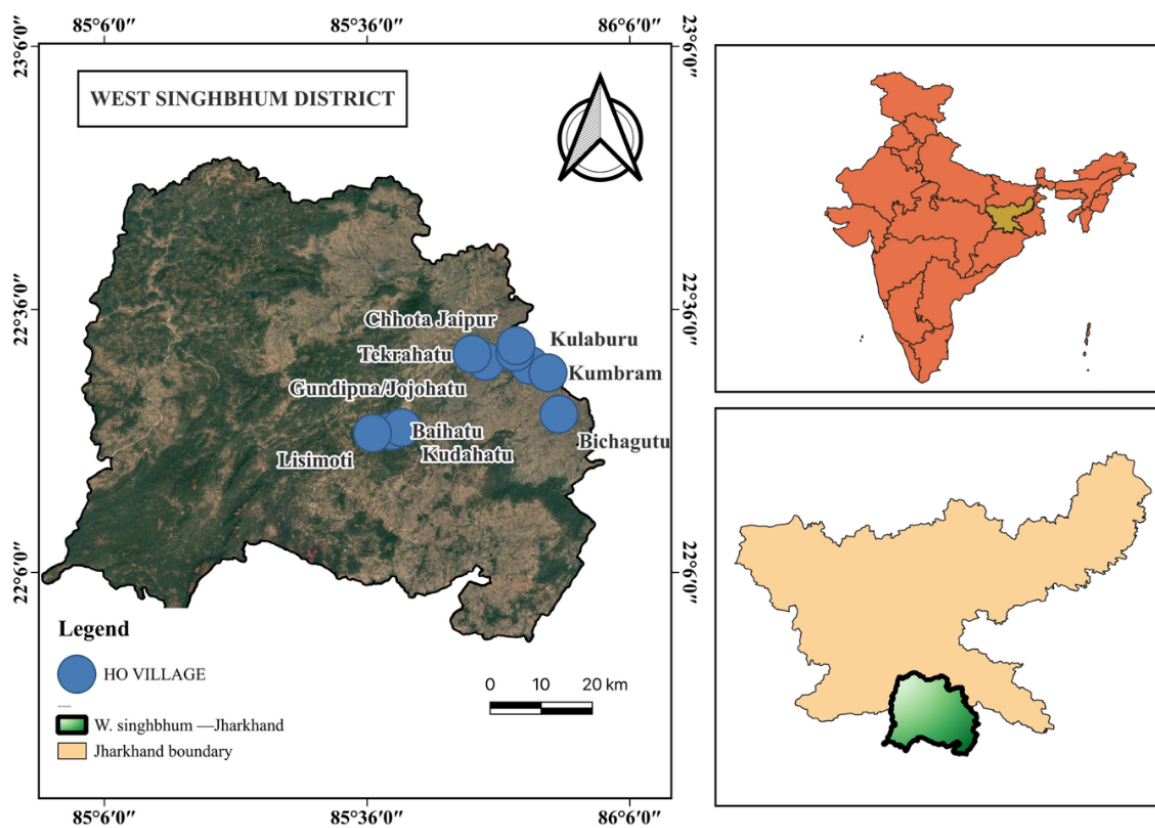 85°6′0″ 85°36′0″ 86°6′0″
23°6′0″ 23°6′0″
WEST SINGHBHUM DISTRICT
22°36′0″ 22°36′0″
Chhota Jaipur
Kulaburu
Tekrahatu
Kumbram
Gundipua/Jojohatu
Baihatu
Bichagutu
Lisimoti
Kudahatu
22°6′0″ 22°6′0″
Legend
HO VILLAGE
0 10 20 km
W. singhbhum —Jharkhand
Jharkhand boundary
85°6′0″ 85°36′0″ 86°6′0″